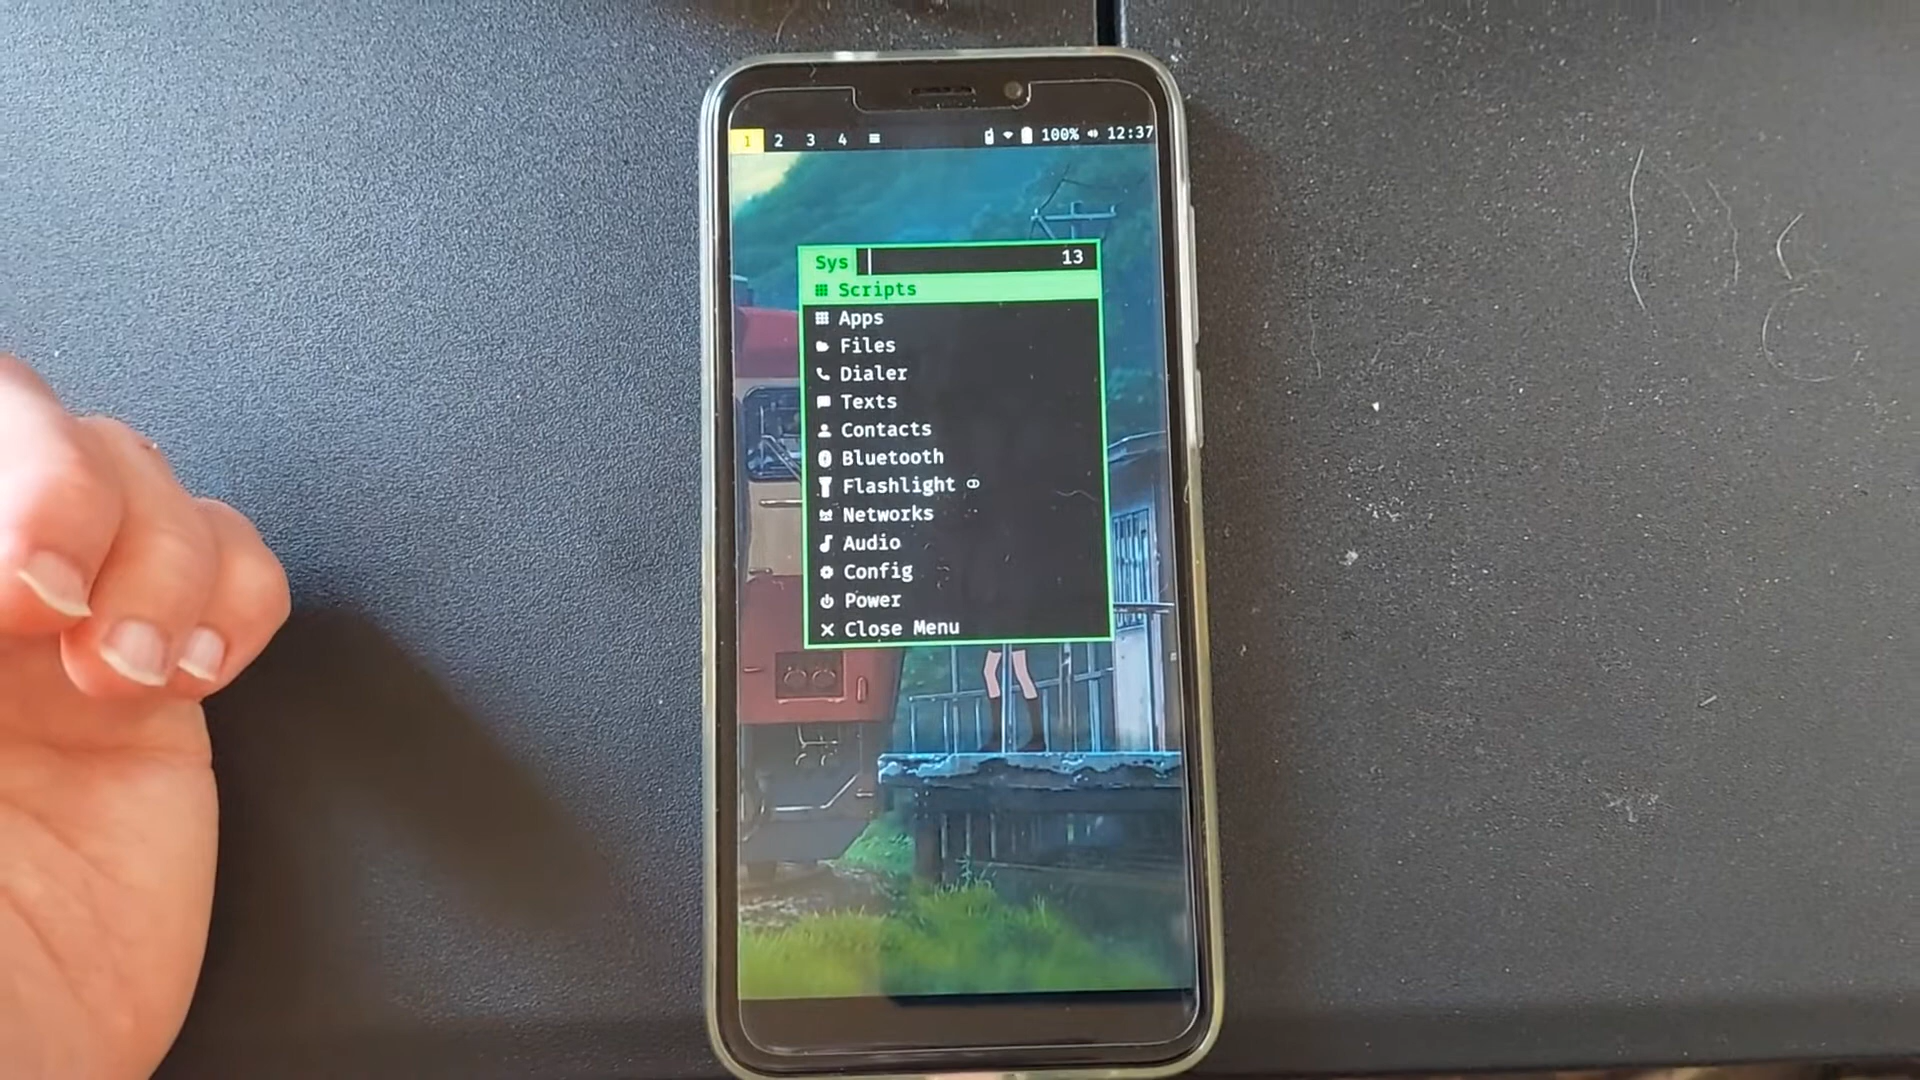 1 2 3 4 100% 12:37
Sys 13
Scripts
Apps
Files
Dialer
Texts
Contacts
Bluetooth
Flashlight
Networks
Audio
Config
Power
Close Menu